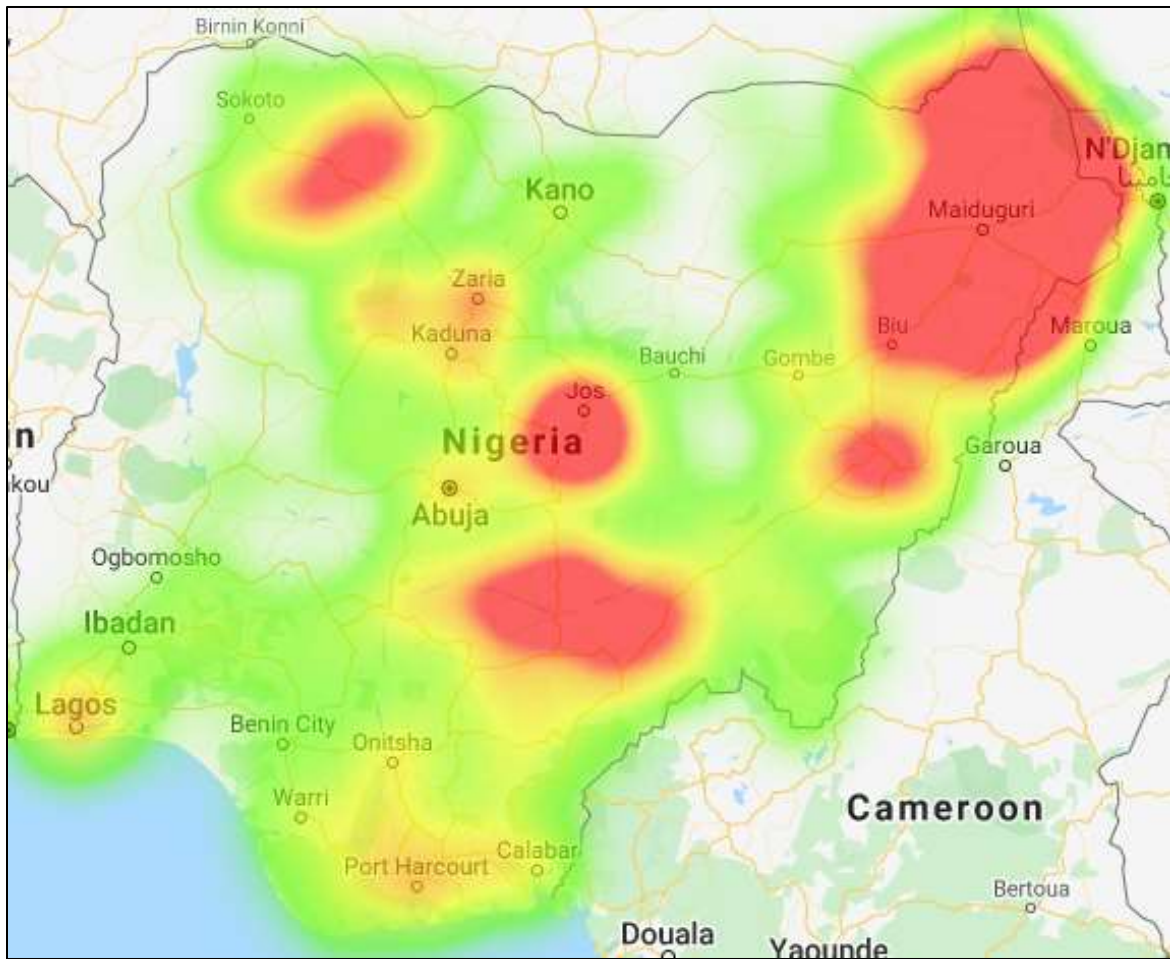 Birnin Konni
Sokoto
Kano
N'Djam
Maiduguri
Zaria
Kaduna
Biu
Maroua
Bauchi
Gombe
Jos
Nigeria
n
Garoua
kou
Abuja
Ogbomosho
Ibadan
Lagos
Benin City
Onitsha
Warri
Cameroon
Port Harcourt
Calabar
Bertoua
Douala
Yaounde